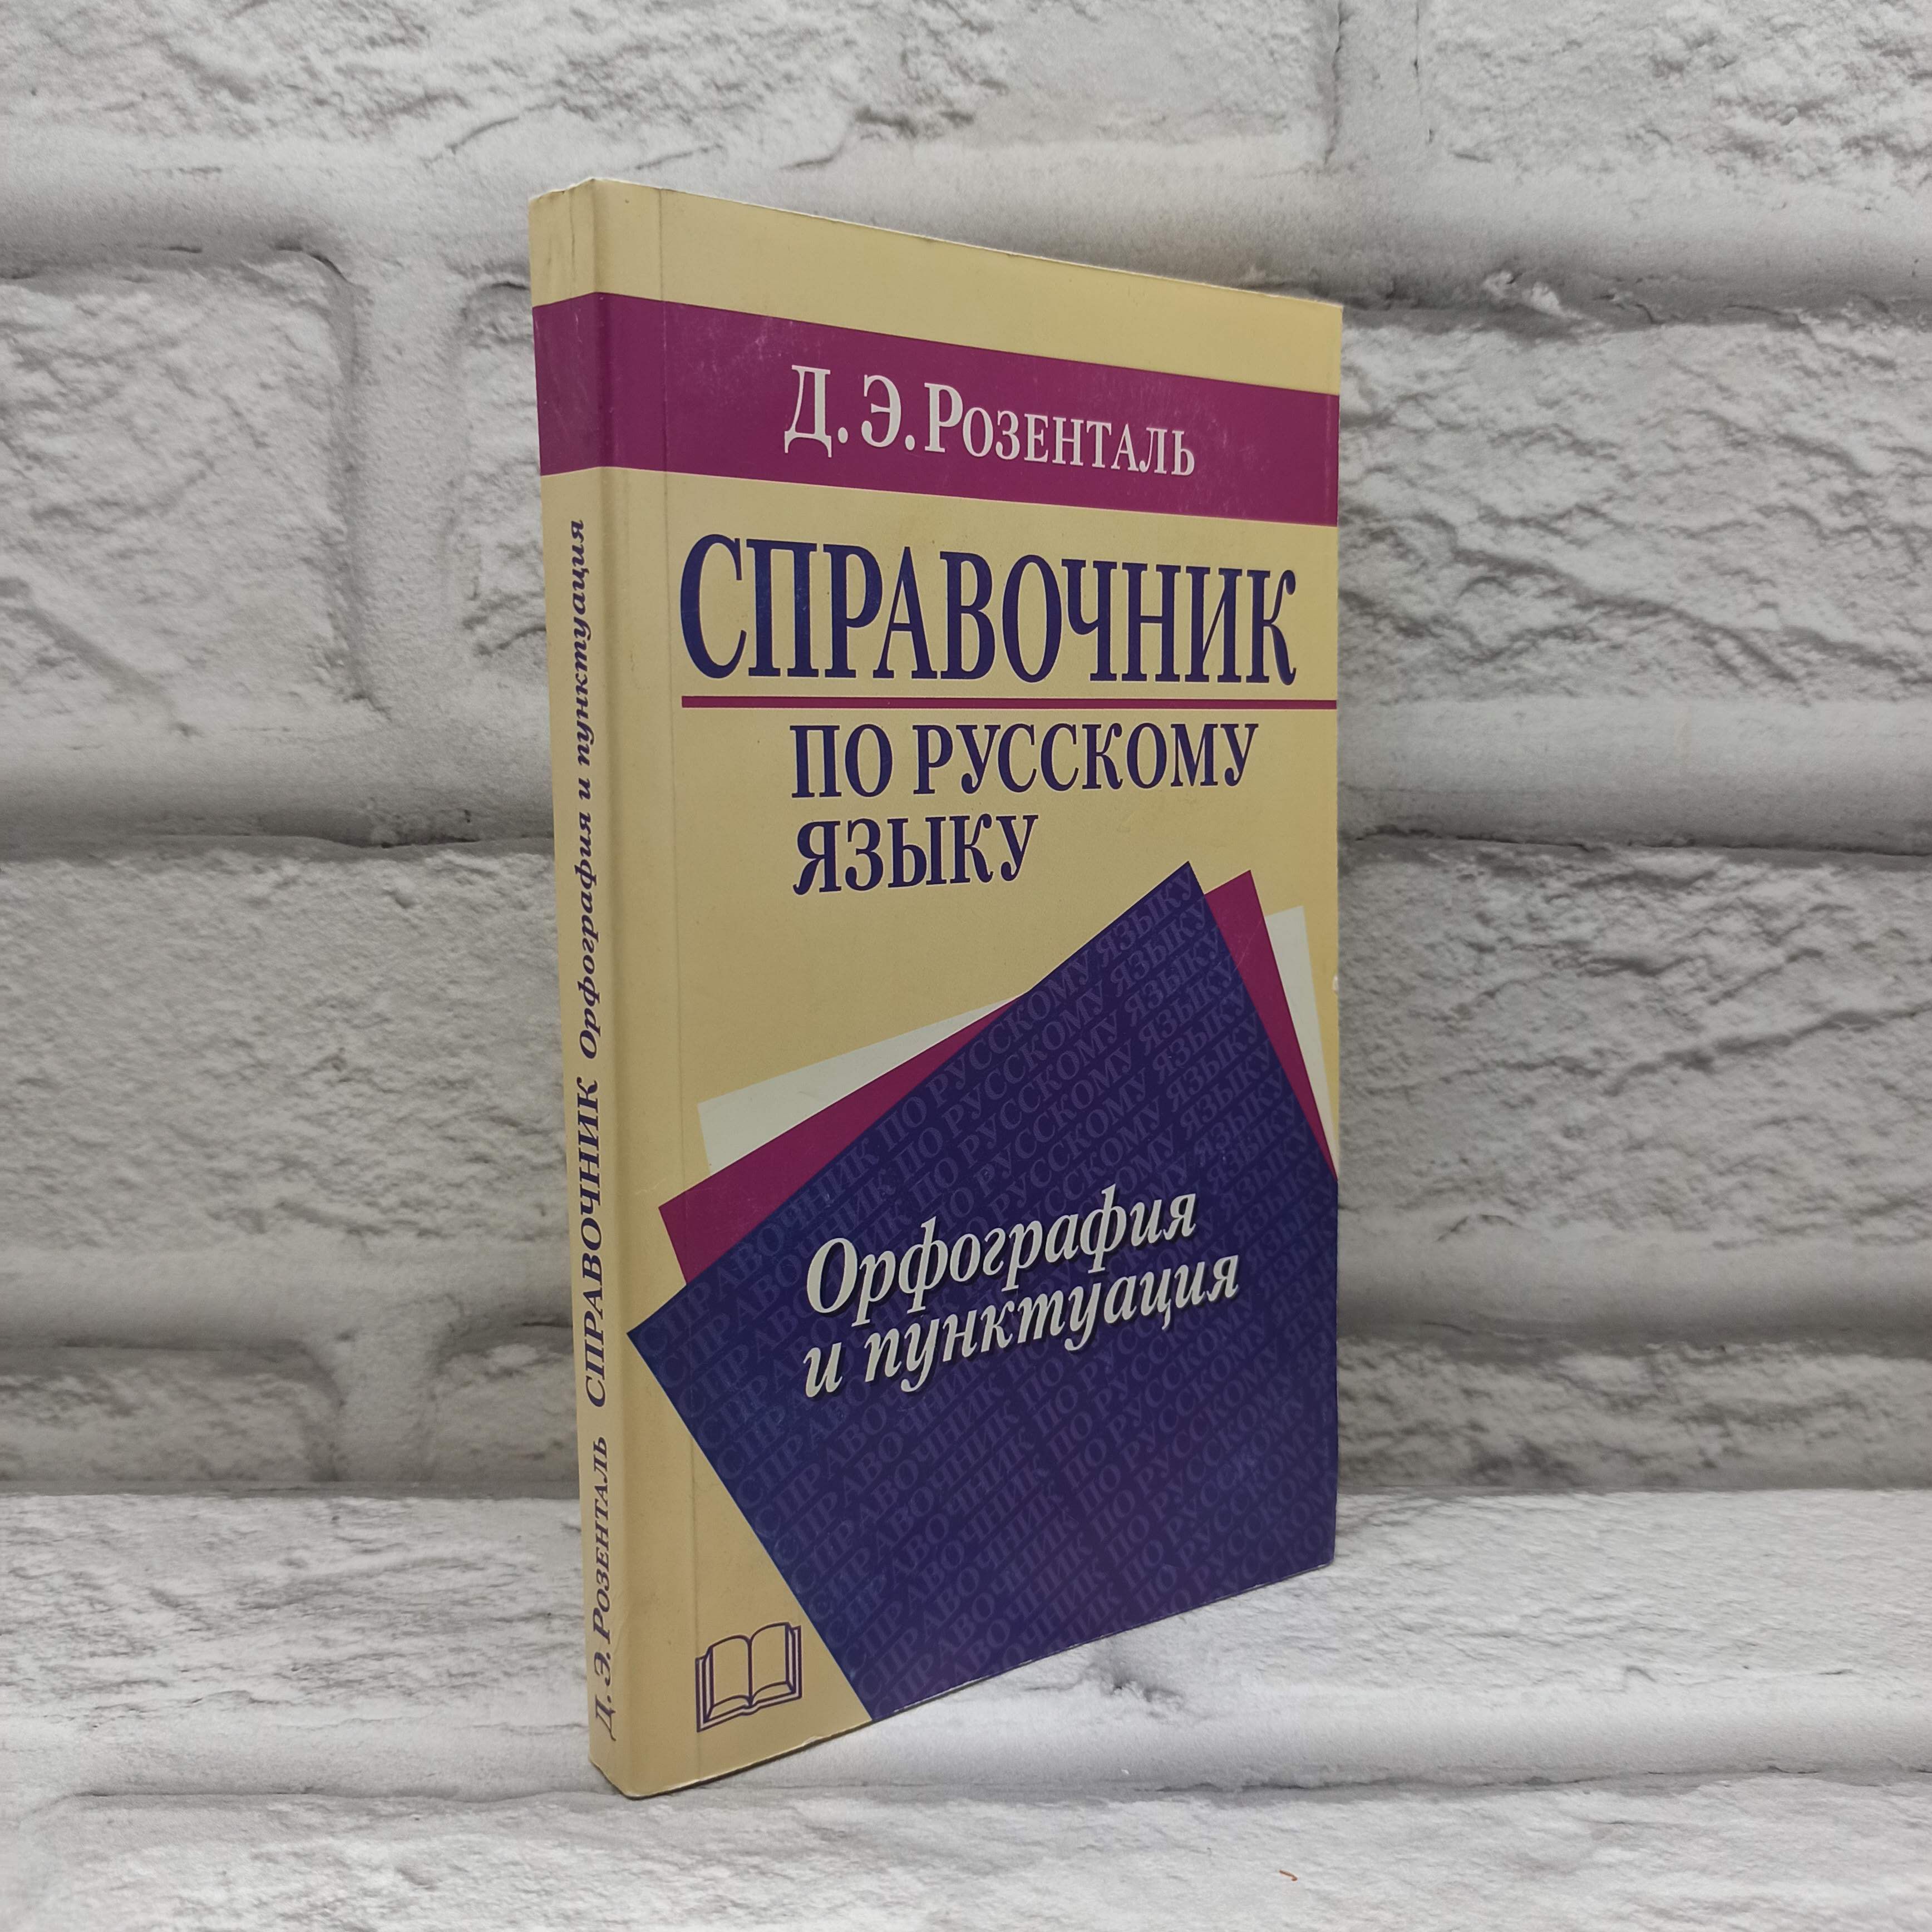 Д. Э. РОЗЕНТАЛЬ
СПРАВОЧНИК
ПО РУССКОМУ
ЯЗЫКУ
Орфография
и пунктуация
Д. Э. РОЗЕНТАЛЬ СПРАВОЧНИК Орфография и пунктуация